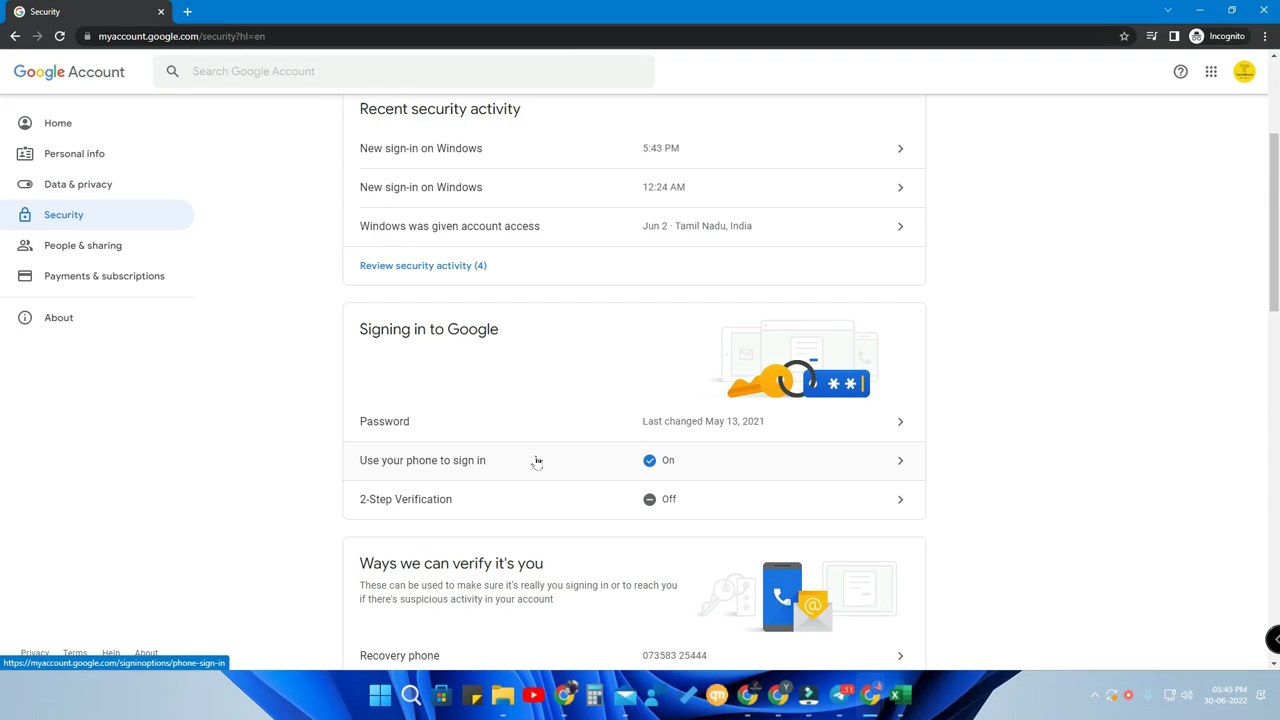 Security
myaccount.google.com/security?hl=en
Incognito
Google Account
Search Google Account
Home
Personal info
Data & privacy
Security
People & sharing
Payments & subscriptions
About
Recent security activity
New sign-in on Windows 5:43 PM
New sign-in on Windows 12:24 AM
Windows was given account access Jun 2 · Tamil Nadu, India
Review security activity (4)
Signing in to Google
Password Last changed May 13, 2021
Use your phone to sign in On
2-Step Verification Off
Ways we can verify it's you
These can be used to make sure it's really you signing in or to reach you
if there's suspicious activity in your account
Recovery phone 073583 25444
Privacy Terms Help About
https://myaccount.google.com/signinoptions/phone-sign-in
11
05:45 PM
30-06-2022